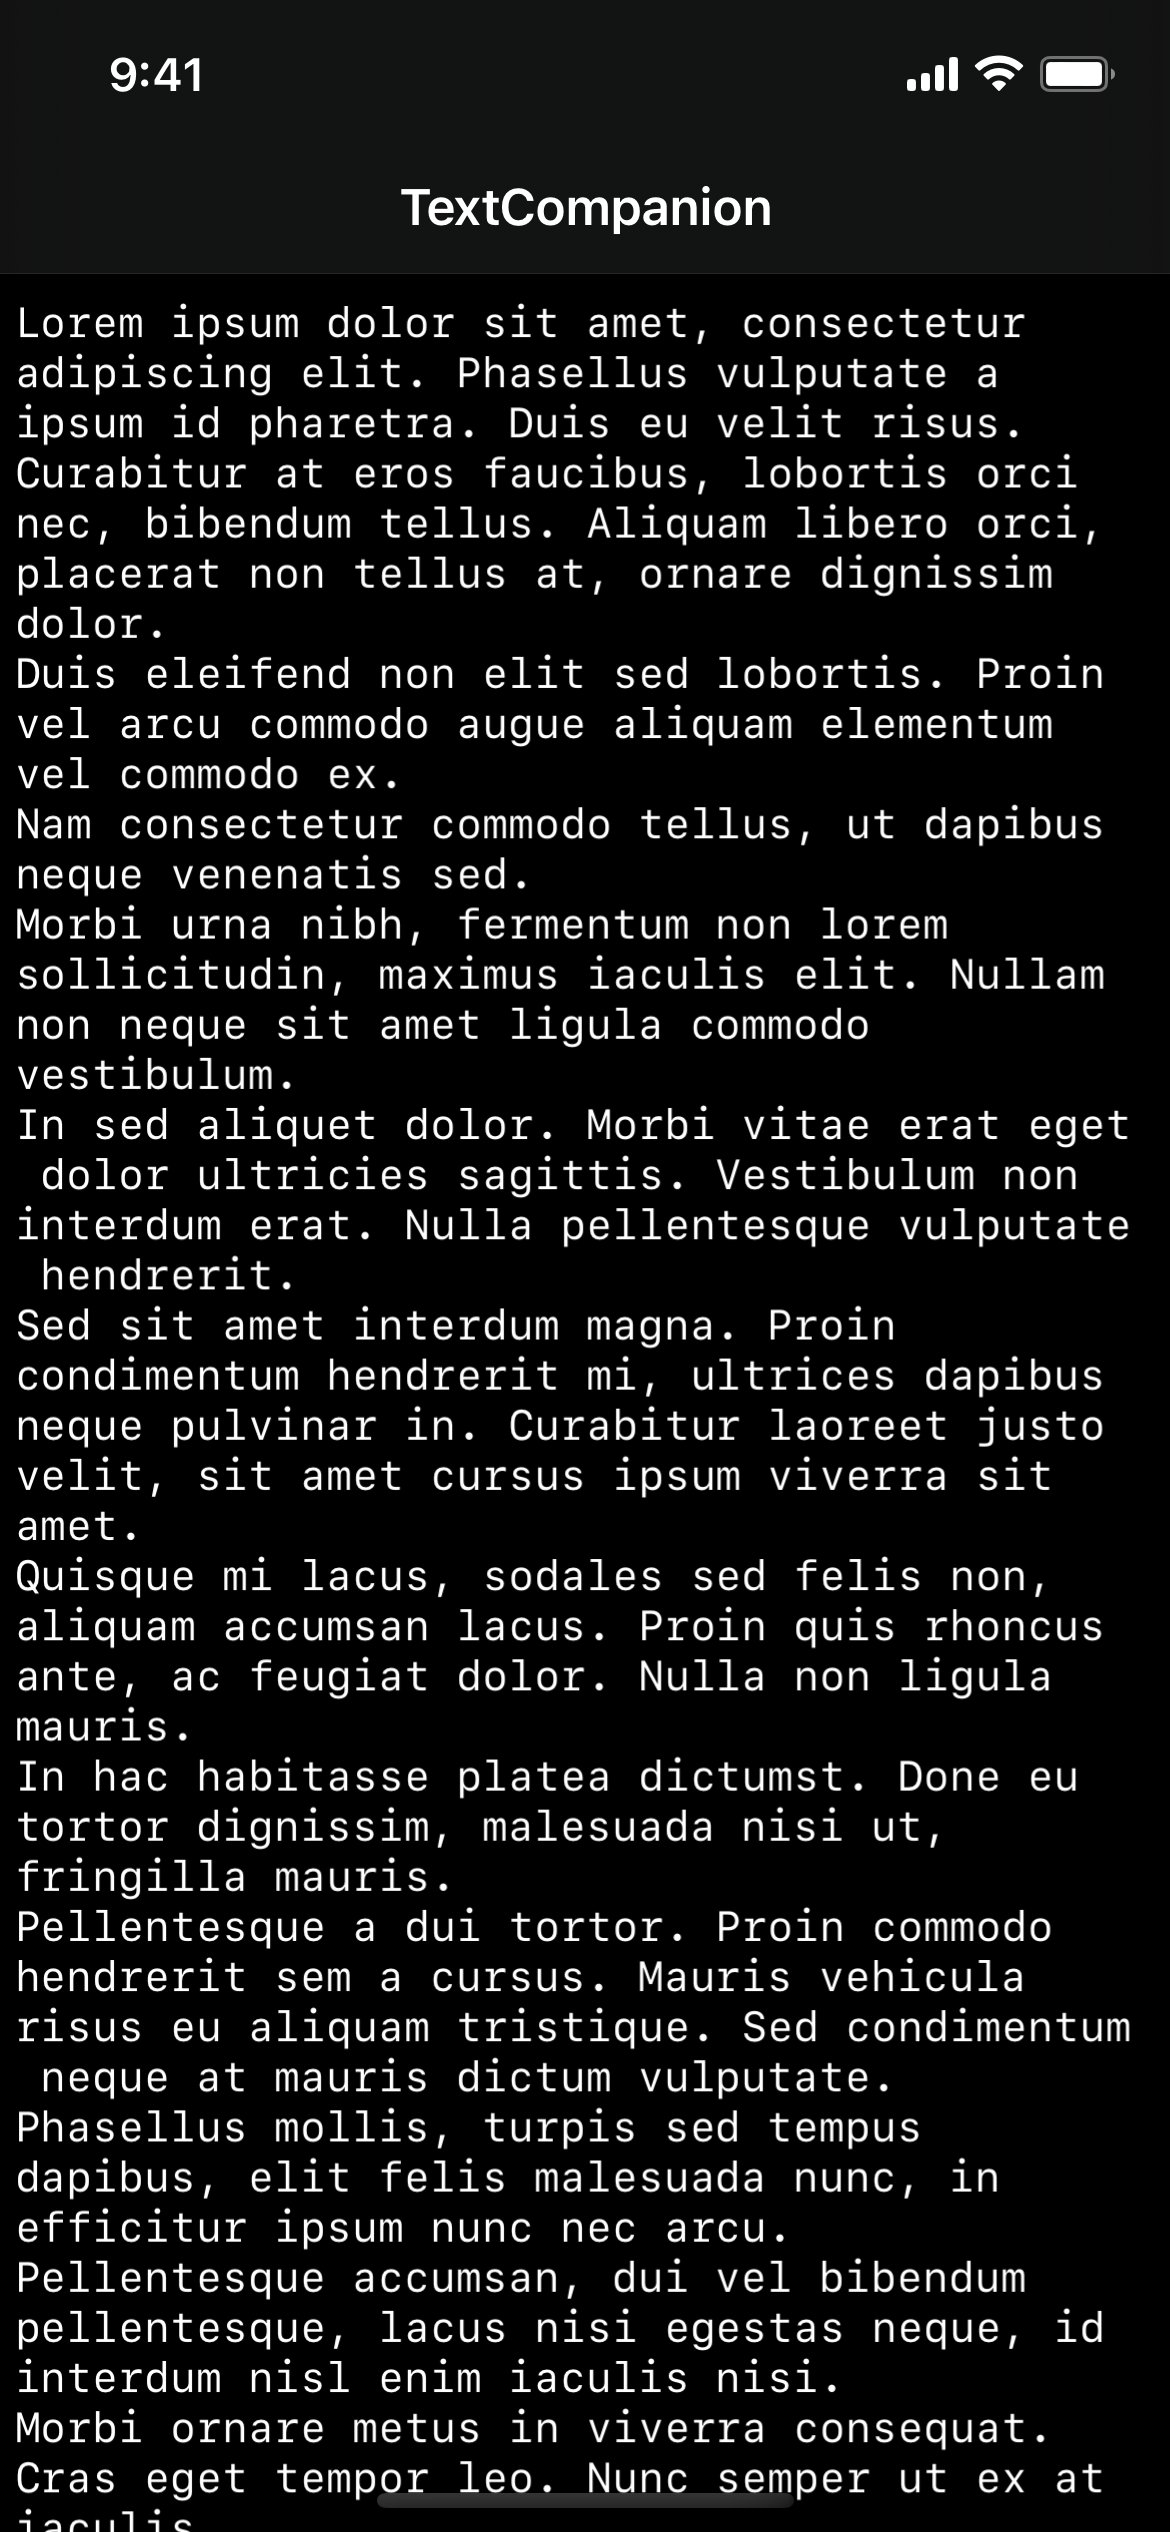 9:41
TextCompanion
Lorem ipsum dolor sit amet, consectetur
adipiscing elit. Phasellus vulputate a
ipsum id pharetra. Duis eu velit risus.
Curabitur at eros faucibus, lobortis orci
nec, bibendum tellus. Aliquam libero orci,
placerat non tellus at, ornare dignissim
dolor.
Duis eleifend non elit sed lobortis. Proin
vel arcu commodo augue aliquam elementum
vel commodo ex.
Nam consectetur commodo tellus, ut dapibus
neque venenatis sed.
Morbi urna nibh, fermentum non lorem
sollicitudin, maximus iaculis elit. Nullam
non neque sit amet ligula commodo
vestibulum.
In sed aliquet dolor. Morbi vitae erat eget
dolor ultricies sagittis. Vestibulum non
interdum erat. Nulla pellentesque vulputate
hendrerit.
Sed sit amet interdum magna. Proin
condimentum hendrerit mi, ultrices dapibus
neque pulvinar in. Curabitur laoreet justo
velit, sit amet cursus ipsum viverra sit
amet.
Quisque mi lacus, sodales sed felis non,
aliquam accumsan lacus. Proin quis rhoncus
ante, ac feugiat dolor. Nulla non ligula
mauris.
In hac habitasse platea dictumst. Done eu
tortor dignissim, malesuada nisi ut,
fringilla mauris.
Pellentesque a dui tortor. Proin commodo
hendrerit sem a cursus. Mauris vehicula
risus eu aliquam tristique. Sed condimentum
neque at mauris dictum vulputate.
Phasellus mollis, turpis sed tempus
dapibus, elit felis malesuada nunc, in
efficitur ipsum nunc nec arcu.
Pellentesque accumsan, dui vel bibendum
pellentesque, lacus nisi egestas neque, id
interdum nisl enim iaculis nisi.
Morbi ornare metus in viverra consequat.
Cras eget tempor leo. Nunc semper ut ex at
iaculis